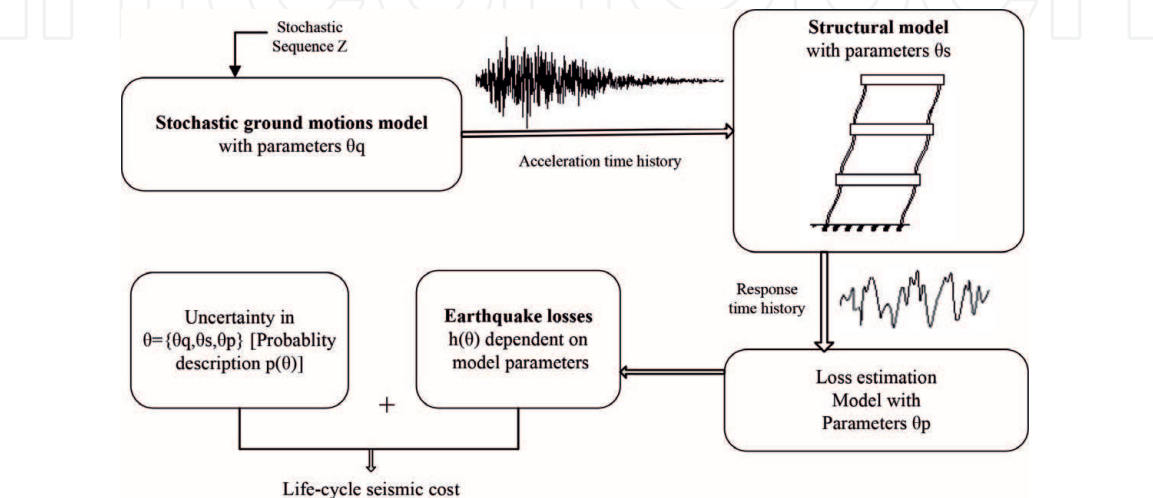 Stochastic
Sequence Z
Stochastic ground motions model
with parameters θq
Acceleration time history
Structural model
with parameters θs
Response
time history
Loss estimation
Model with
Parameters θp
Earthquake losses
h(θ) dependent on
model parameters
+
Uncertainty in
θ={θq,θs,θp} [Probablity
description p(θ)]
Life-cycle seismic cost